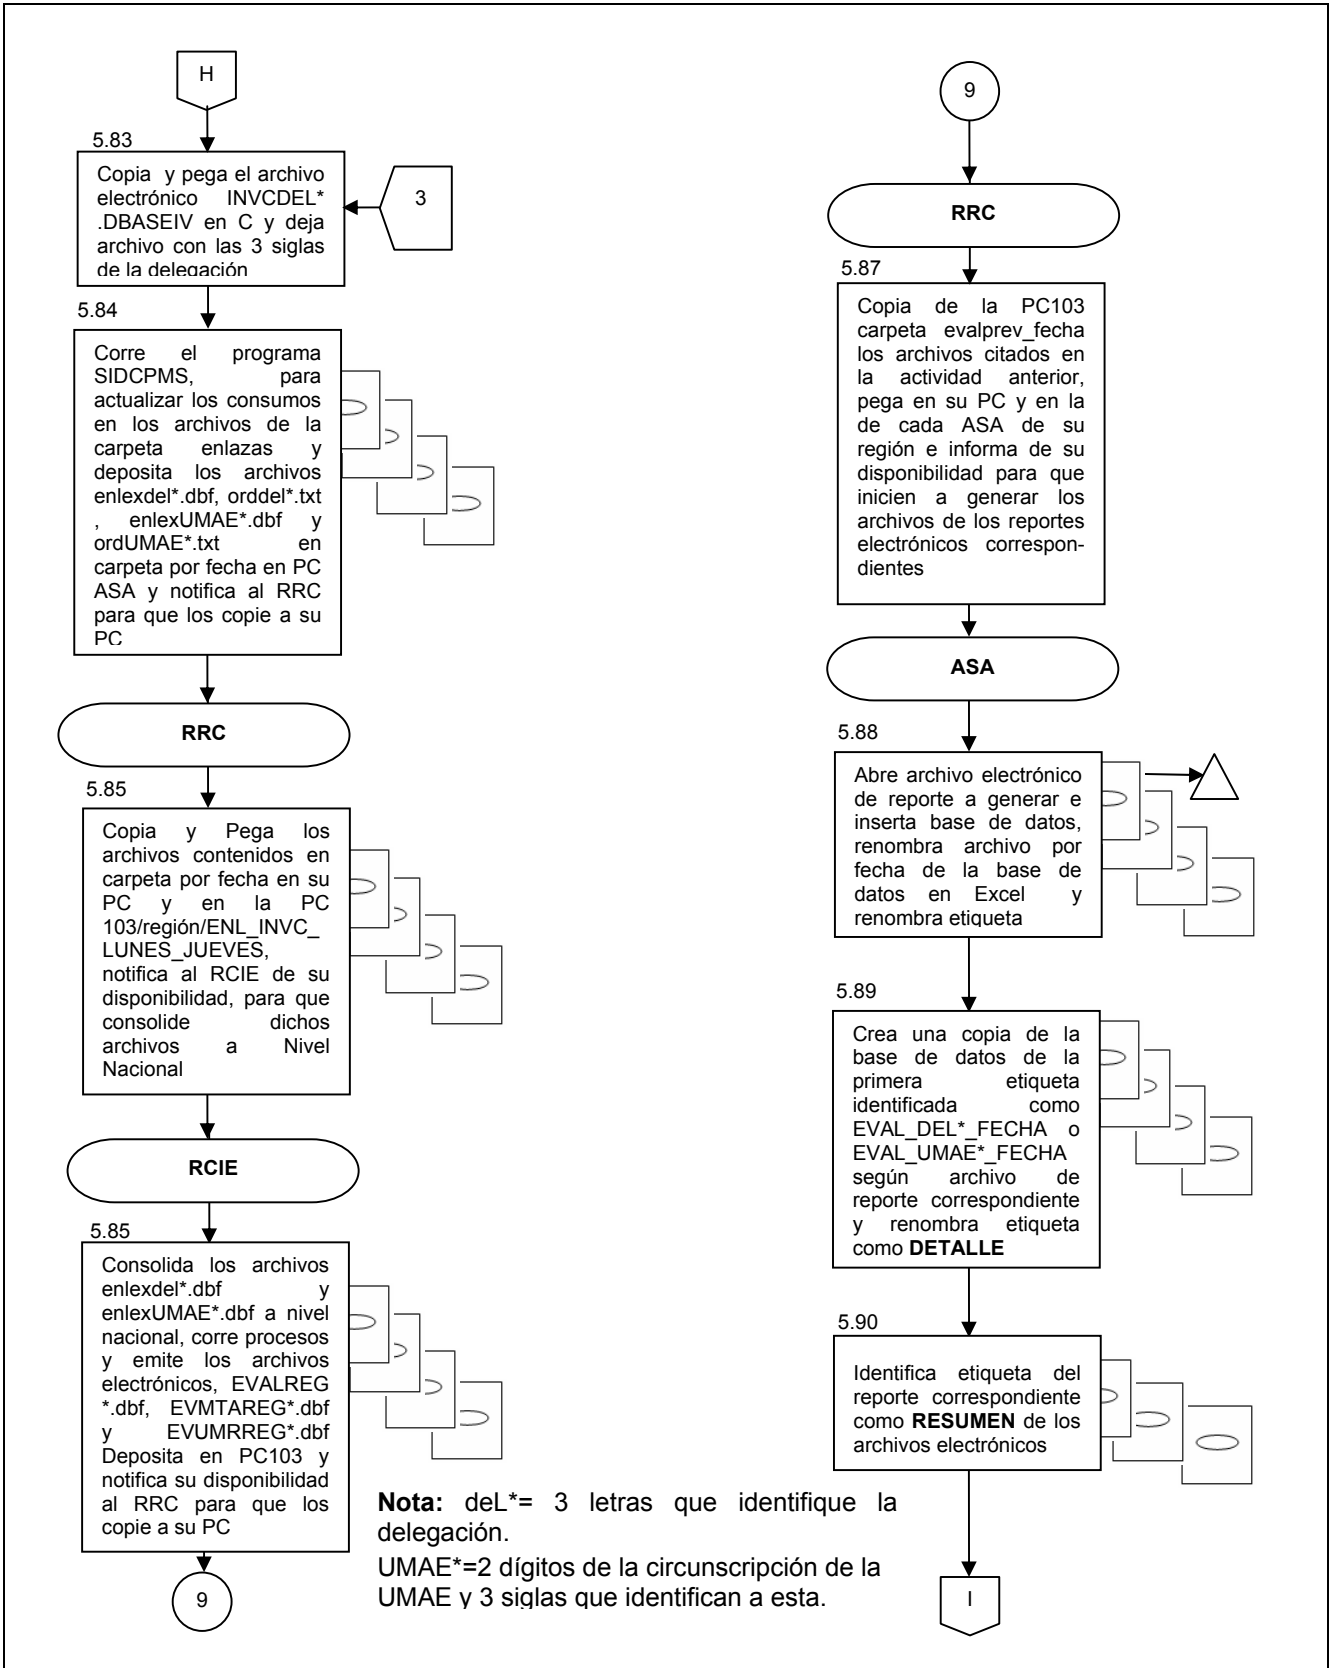 H
5.83
Copia y pega el archivo
electrónico INVCDEL*
.DBASEIV en C y deja
archivo con las 3 siglas
de la delegación
3
5.84
Corre el programa
SIDCPMS, para
actualizar los consumos
en los archivos de la
carpeta enlazas y
deposita los archivos
enlexdel*.dbf, orddel*.txt
, enlexUMAE*.dbf y
ordUMAE*.txt en
carpeta por fecha en PC
ASA y notifica al RRC
para que los copie a su
PC
RRC
5.85
Copia y Pega los
archivos contenidos en
carpeta por fecha en su
PC y en la PC
103/región/ENL_INVC_
LUNES_JUEVES,
notifica al RCIE de su
disponibilidad, para que
consolide dichos
archivos a Nivel
Nacional
RCIE
5.85
Consolida los archivos
enlexdel*.dbf y
enlexUMAE*.dbf a nivel
nacional, corre procesos
y emite los archivos
electrónicos, EVALREG
*.dbf, EVMTAREG*.dbf
y EVUMRREG*.dbf
Deposita en PC103 y
notifica su disponibilidad
al RRC para que los
copie a su PC
9
Nota: deL*= 3 letras que identifique la
delegación.
UMAE*=2 dígitos de la circunscripción de la
UMAE y 3 siglas que identifican a esta.
9
RRC
5.87
Copia de la PC103
carpeta evalprev_fecha
los archivos citados en
la actividad anterior,
pega en su PC y en la
de cada ASA de su
región e informa de su
disponibilidad para que
inicien a generar los
archivos de los reportes
electrónicos correspon-
dientes
ASA
5.88
Abre archivo electrónico
de reporte a generar e
inserta base de datos,
renombra archivo por
fecha de la base de
datos en Excel y
renombra etiqueta
5.89
Crea una copia de la
base de datos de la
primera etiqueta
identificada como
EVAL_DEL*_FECHA o
EVAL_UMAE*_FECHA
según archivo de
reporte correspondiente
y renombra etiqueta
como DETALLE
5.90
Identifica etiqueta del
reporte correspondiente
como RESUMEN de los
archivos electrónicos
I